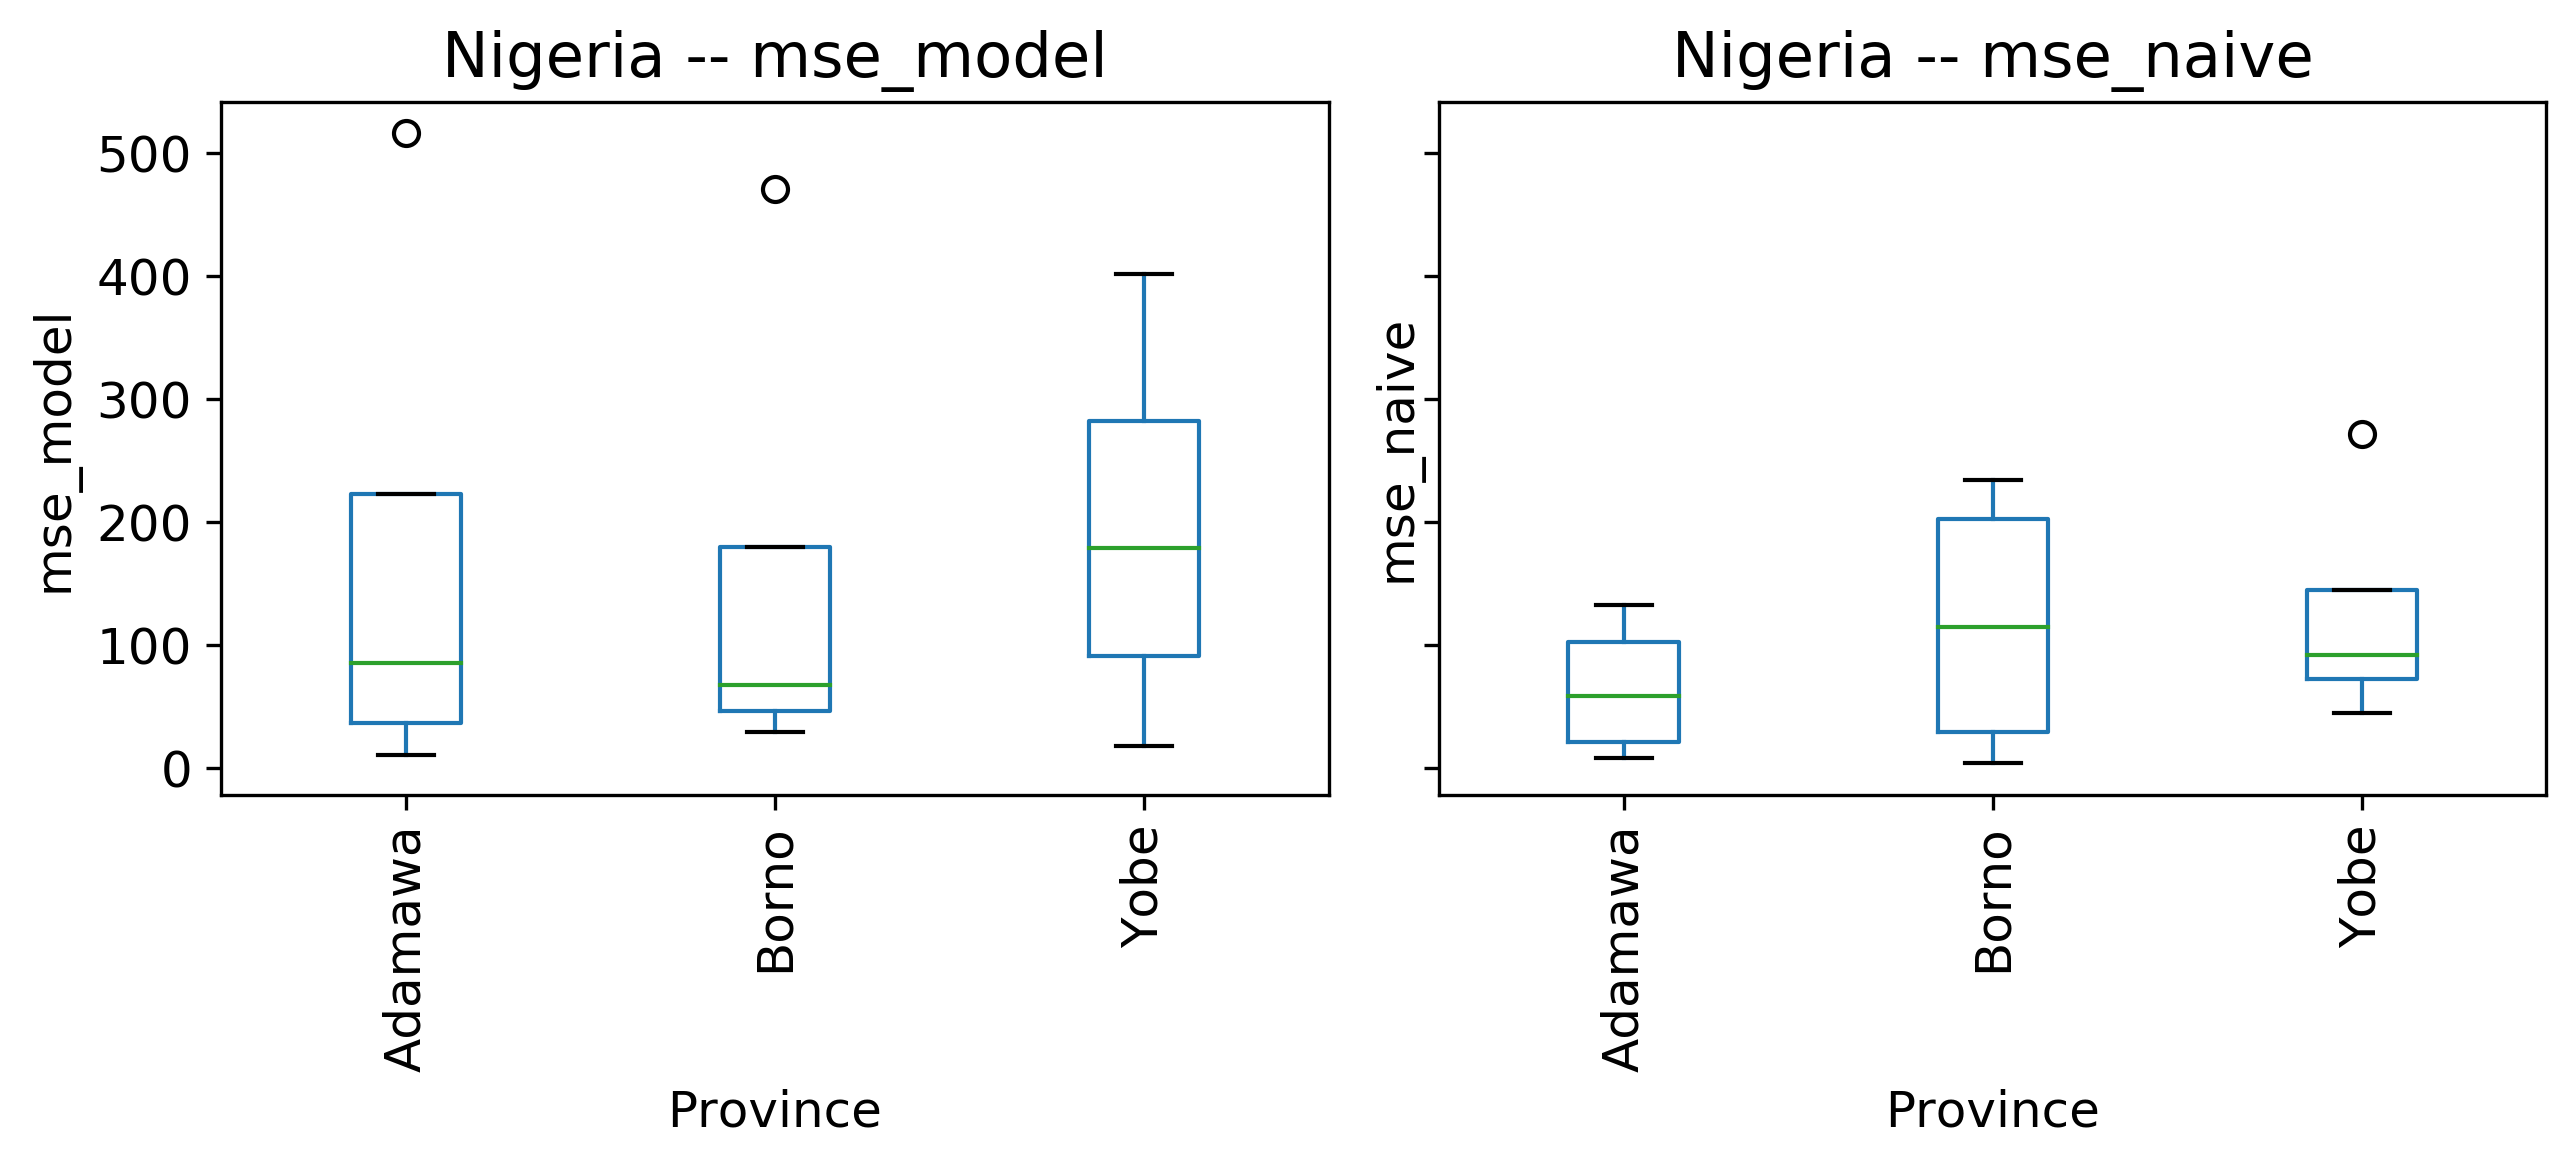 Nigeria -- mse_model
mse_model
500
400
300
200
100
0
Adamawa
Borno
Yobe
Province
Nigeria -- mse_naive
mse_naive
Adamawa
Borno
Yobe
Province